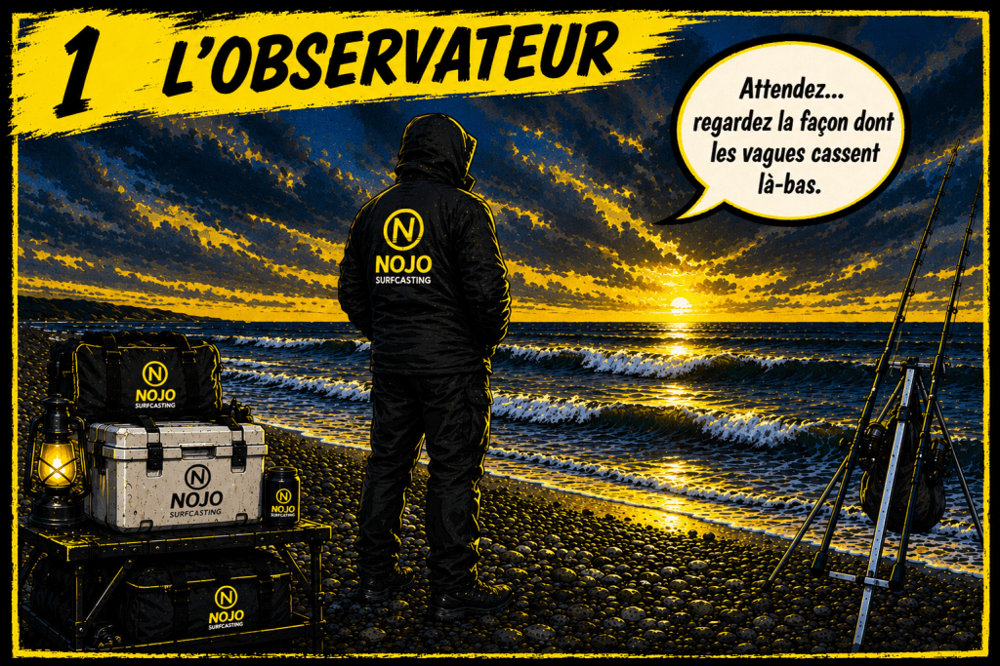 1 L'OBSERVATEUR
Attendez...
regardez la façon dont
les vagues cassent
là-bas.
N
NOJO
SURFCASTING
N
NOJO
SURFCASTING
N
NOJO
SURFCASTING
N
NOJO
SURFCASTING
N
NOJO
SURFCASTING